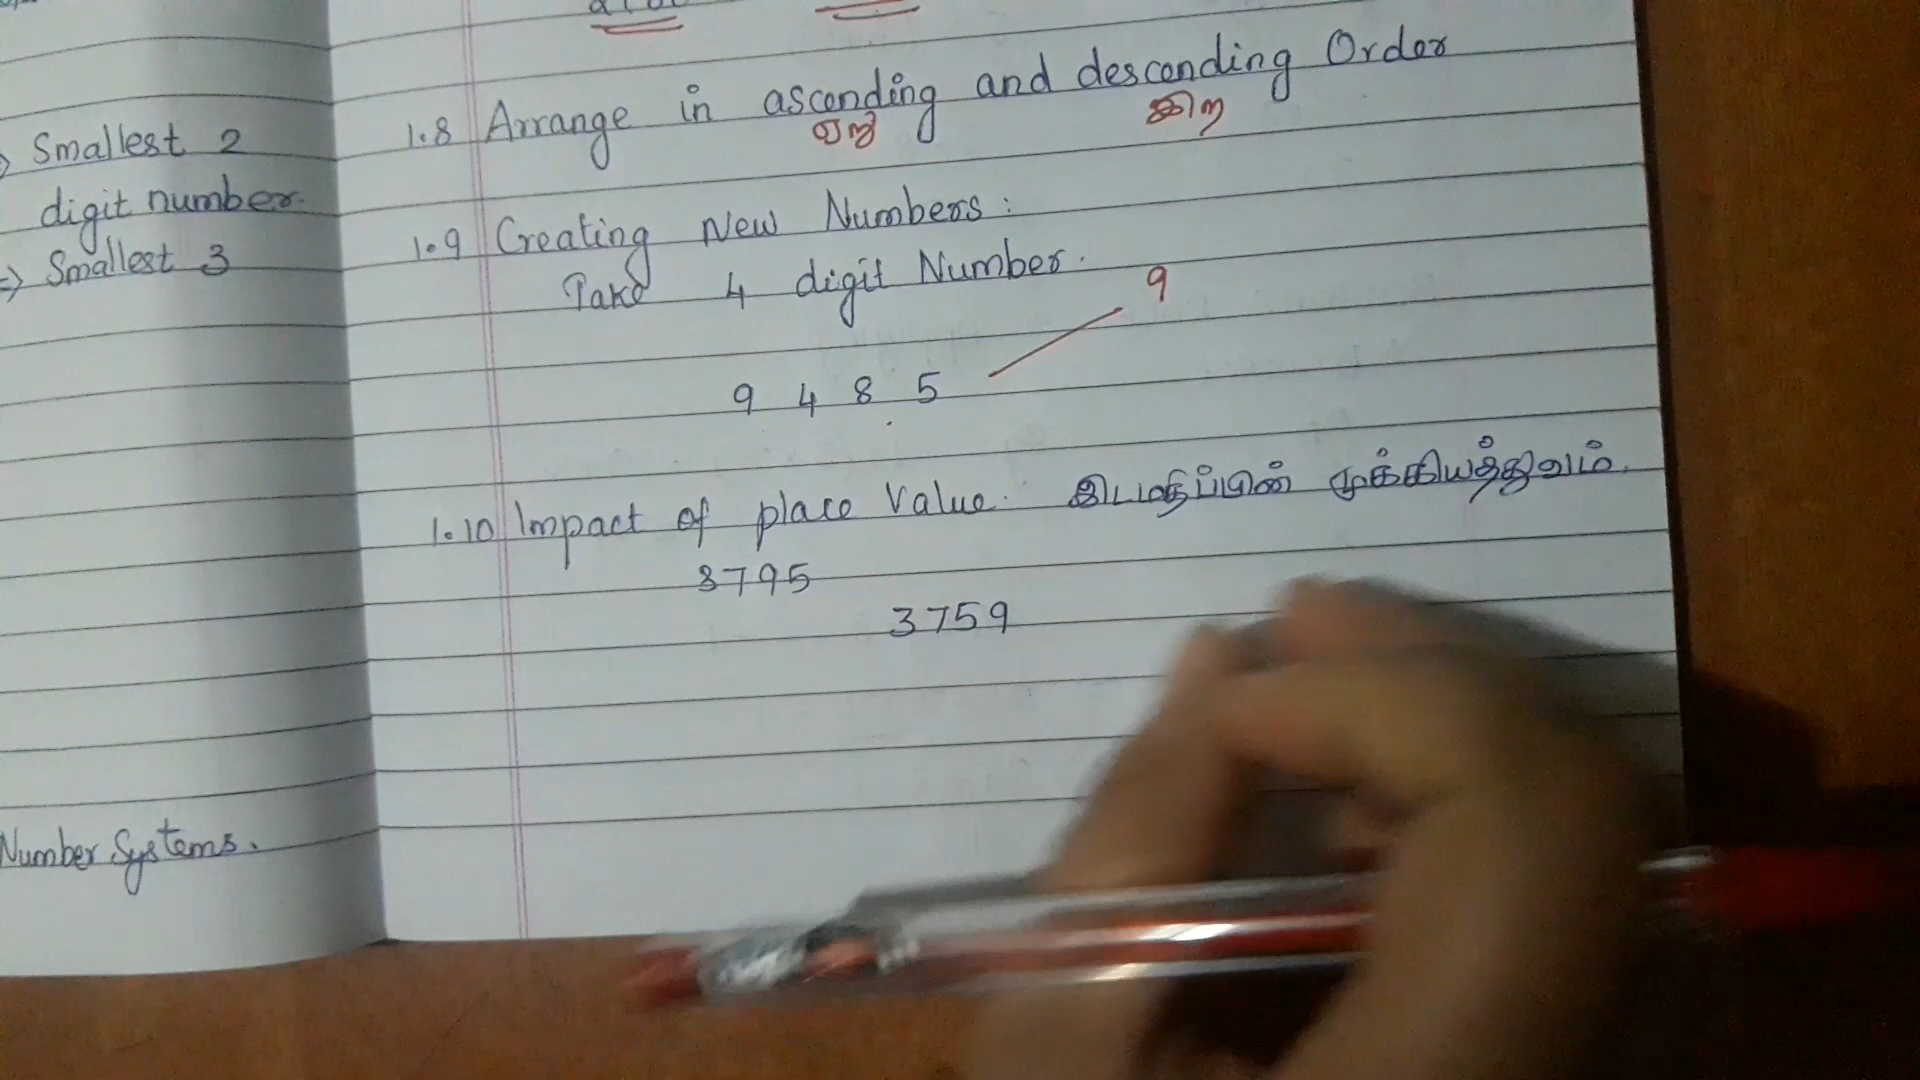 Smallest 2
digit number.
=> Smallest 3
Number Systems.
1.8 Arrange in ascending and descending Order
ஏறு இற
1.9 Creating New Numbers:
Take 4 digit Number.
9
9 4 8 5
1.10 Impact of place Value. இடமதிப்பின் முக்கியத்துவம்.
3795
3759